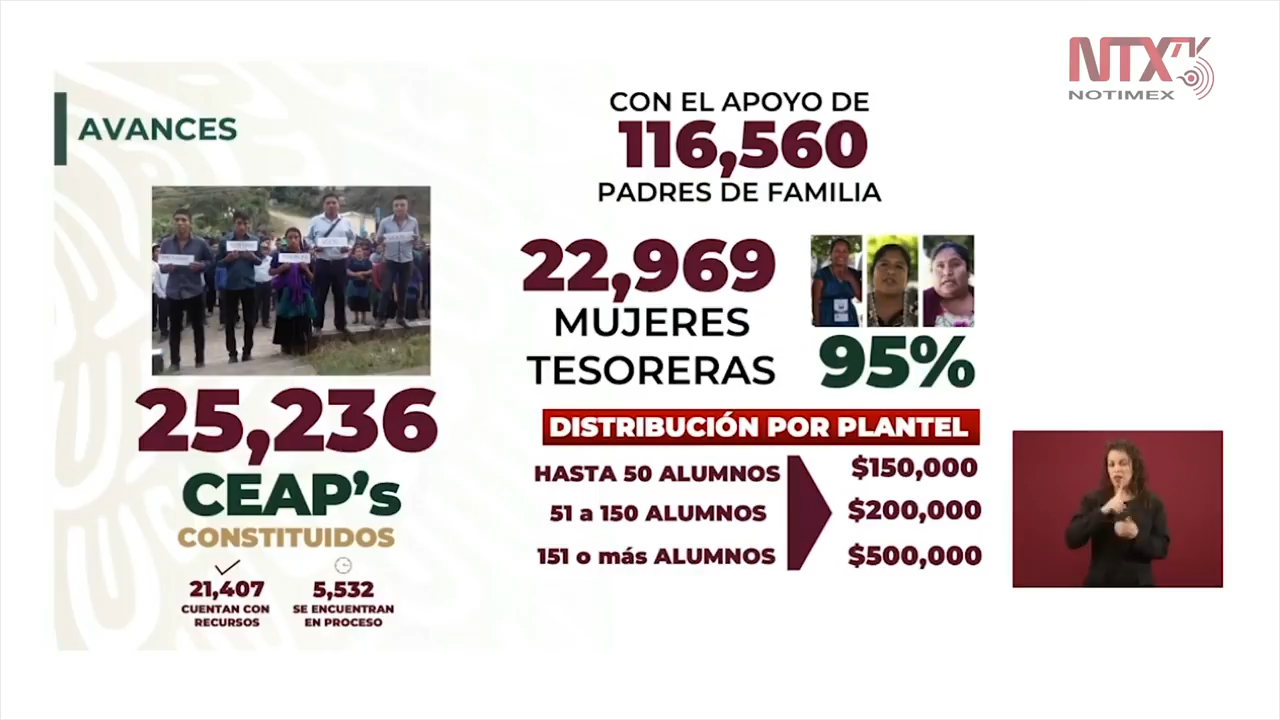 NTX TV
NOTIMEX
AVANCES
25,236
CEAP's
CONSTITUIDOS
21,407
CUENTAN CON
RECURSOS
5,532
SE ENCUENTRAN
EN PROCESO
CON EL APOYO DE
116,560
PADRES DE FAMILIA
22,969
MUJERES
TESORERAS
95%
DISTRIBUCIÓN POR PLANTEL
HASTA 50 ALUMNOS $150,000
51 a 150 ALUMNOS $200,000
151 o más ALUMNOS $500,000